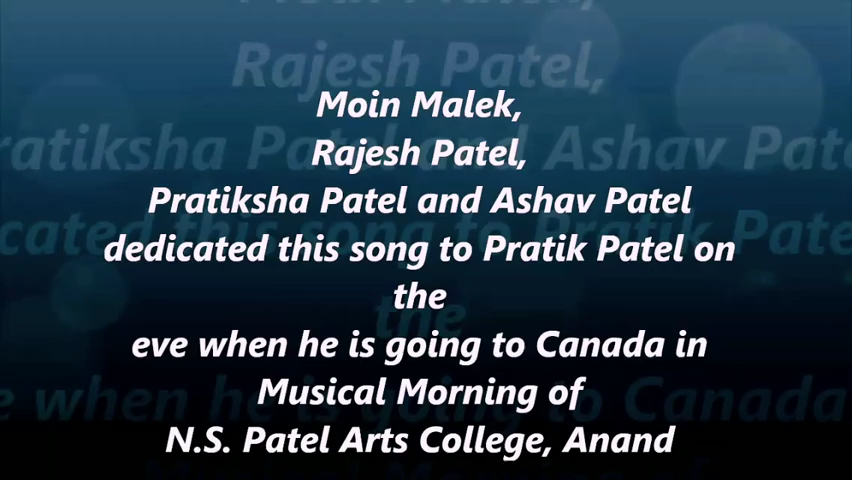 Moin Malek,
Rajesh Patel,
Pratiksha Patel and Ashav Patel
dedicated this song to Pratik Patel on
the
eve when he is going to Canada in
Musical Morning of
N.S. Patel Arts College, Anand